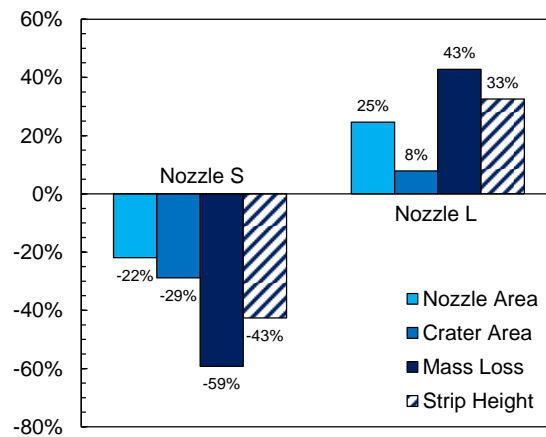 60%
40%
20%
0%
-20%
-40%
-60%
-80%
Nozzle S
-22%
-29%
-59%
-43%
25%
8%
43%
33%
Nozzle L
Nozzle Area
Crater Area
Mass Loss
Strip Height